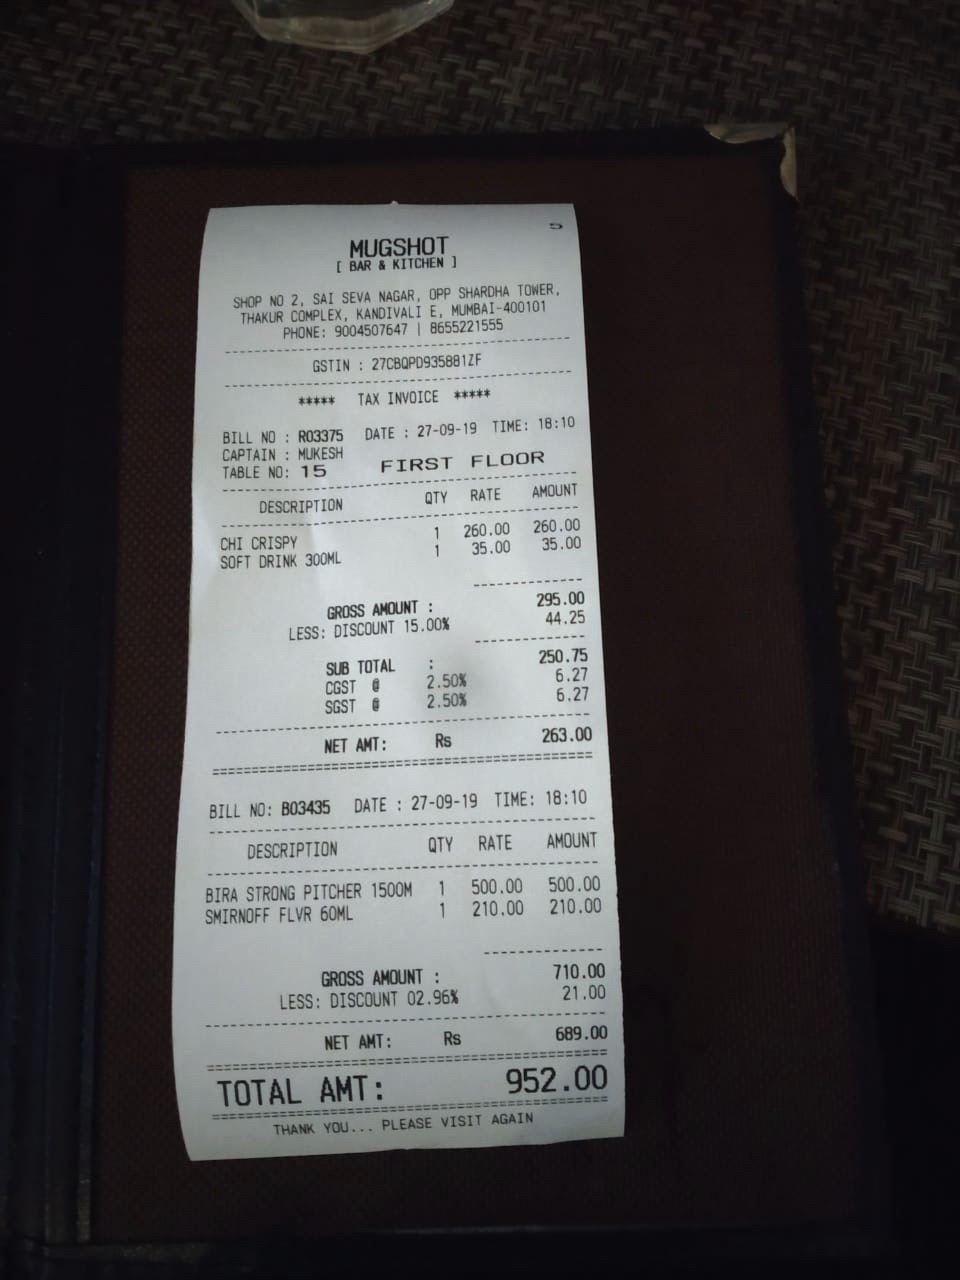 5
MUGSHOT
[ BAR & KITCHEN ]
SHOP NO 2, SAI SEVA NAGAR, OPP SHARDHA TOWER,
THAKUR COMPLEX, KANDIVALI E, MUMBAI-400101
PHONE: 9004507647 | 8655221555
GSTIN : 27CBQPD935881ZF
***** TAX INVOICE *****
BILL NO : R03375 DATE : 27-09-19 TIME: 18:10
CAPTAIN : MUKESH
TABLE NO: 15 FIRST FLOOR
DESCRIPTION QTY RATE AMOUNT
CHI CRISPY 1 260.00 260.00
SOFT DRINK 300ML 1 35.00 35.00
GROSS AMOUNT : 295.00
LESS: DISCOUNT 15.00% 44.25
SUB TOTAL : 250.75
CGST @ 2.50% 6.27
SGST @ 2.50% 6.27
NET AMT: Rs 263.00
BILL NO: B03435 DATE : 27-09-19 TIME: 18:10
DESCRIPTION QTY RATE AMOUNT
BIRA STRONG PITCHER 1500M 1 500.00 500.00
SMIRNOFF FLVR 60ML 1 210.00 210.00
GROSS AMOUNT : 710.00
LESS: DISCOUNT 02.96% 21.00
NET AMT: Rs 689.00
TOTAL AMT: 952.00
THANK YOU... PLEASE VISIT AGAIN